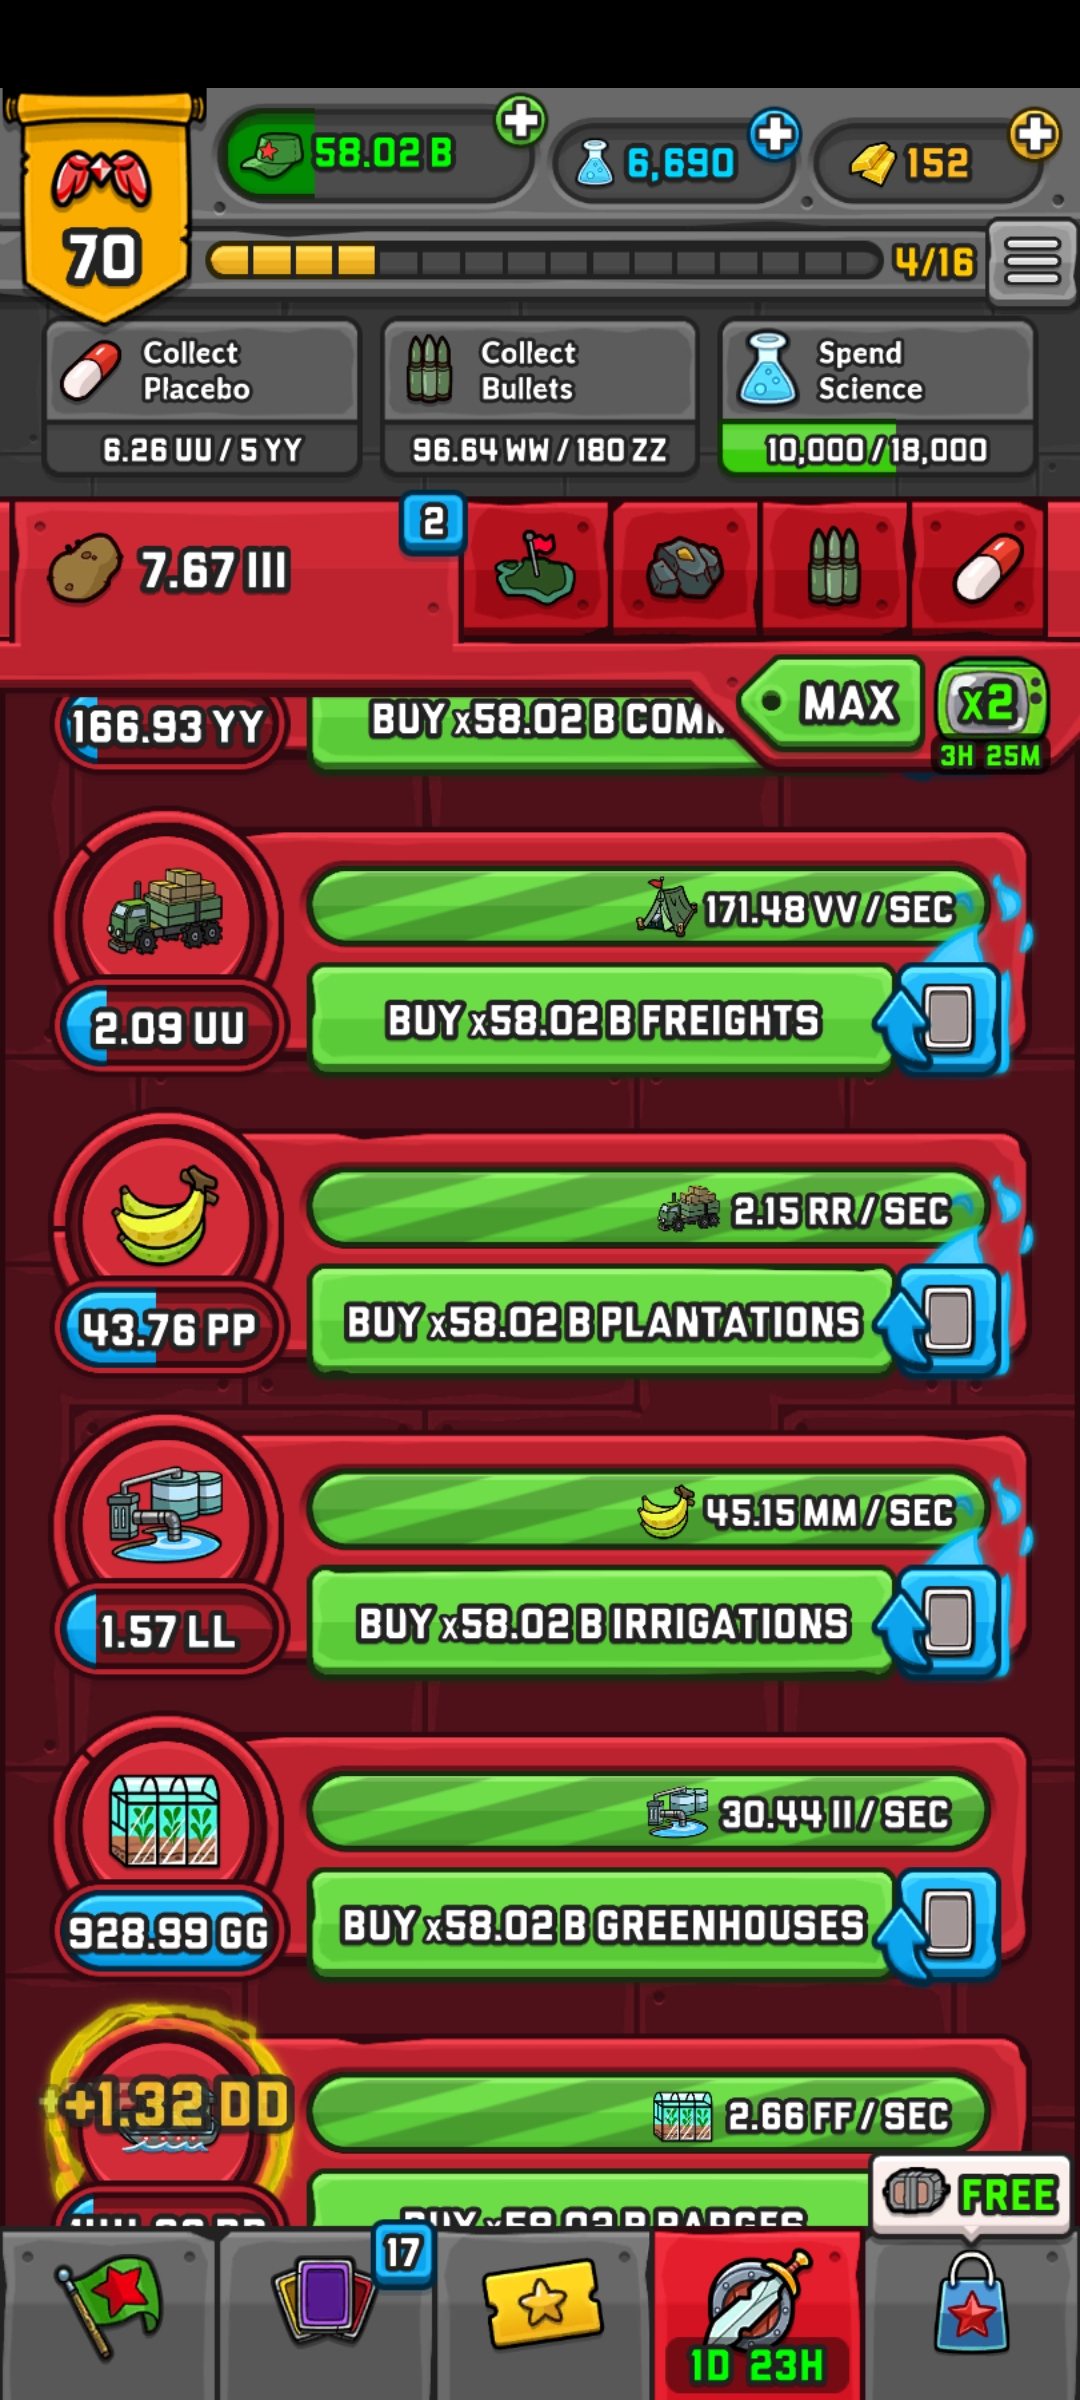 58.02 B
6,690
152
70
4/16
Collect
Placebo
6.26 UU / 5 YY
Collect
Bullets
96.64 WW / 180 ZZ
Spend
Science
10,000 / 18,000
7.67 III
2
MAX
x2
3H 25M
166.93 YY
BUY x58.02 B
171.48 VV / SEC
2.09 UU
BUY x58.02 B FREIGHTS
2.15 RR / SEC
43.76 PP
BUY x58.02 B PLANTATIONS
45.15 MM / SEC
1.57 LL
BUY x58.02 B IRRIGATIONS
30.44 II / SEC
928.99 GG
BUY x58.02 B GREENHOUSES
+1.32 DD
2.66 FF / SEC
BUY x58.02 B BARGES
FREE
17
1D 23H